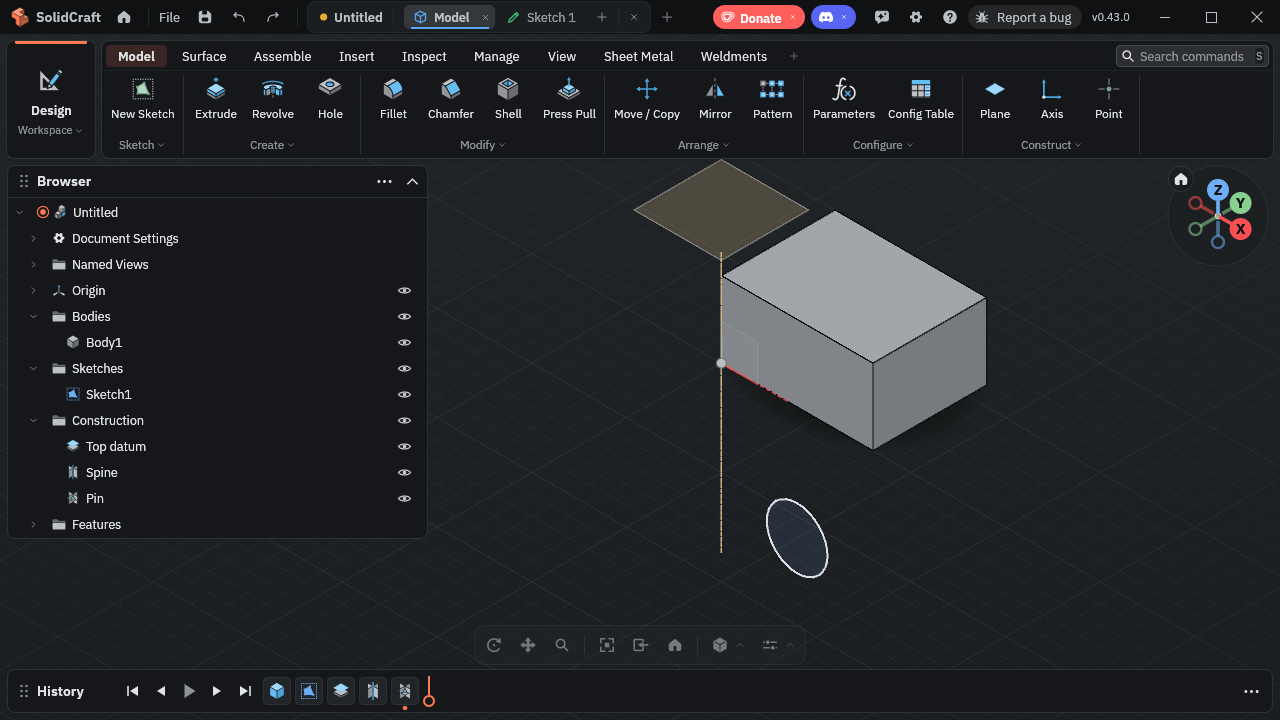 SolidCraft
File
Untitled
Model
Sketch 1
Donate
Report a bug
v0.43.0
Design
Workspace
Model
Surface
Assemble
Insert
Inspect
Manage
View
Sheet Metal
Weldments
Search commands
S
New Sketch
Extrude
Revolve
Hole
Fillet
Chamfer
Shell
Press Pull
Move / Copy
Mirror
Pattern
Parameters
Config Table
Plane
Axis
Point
Sketch
Create
Modify
Arrange
Configure
Construct
Browser
Untitled
Document Settings
Named Views
Origin
Bodies
Body1
Sketches
Sketch1
Construction
Top datum
Spine
Pin
Features
Z
Y
X
History